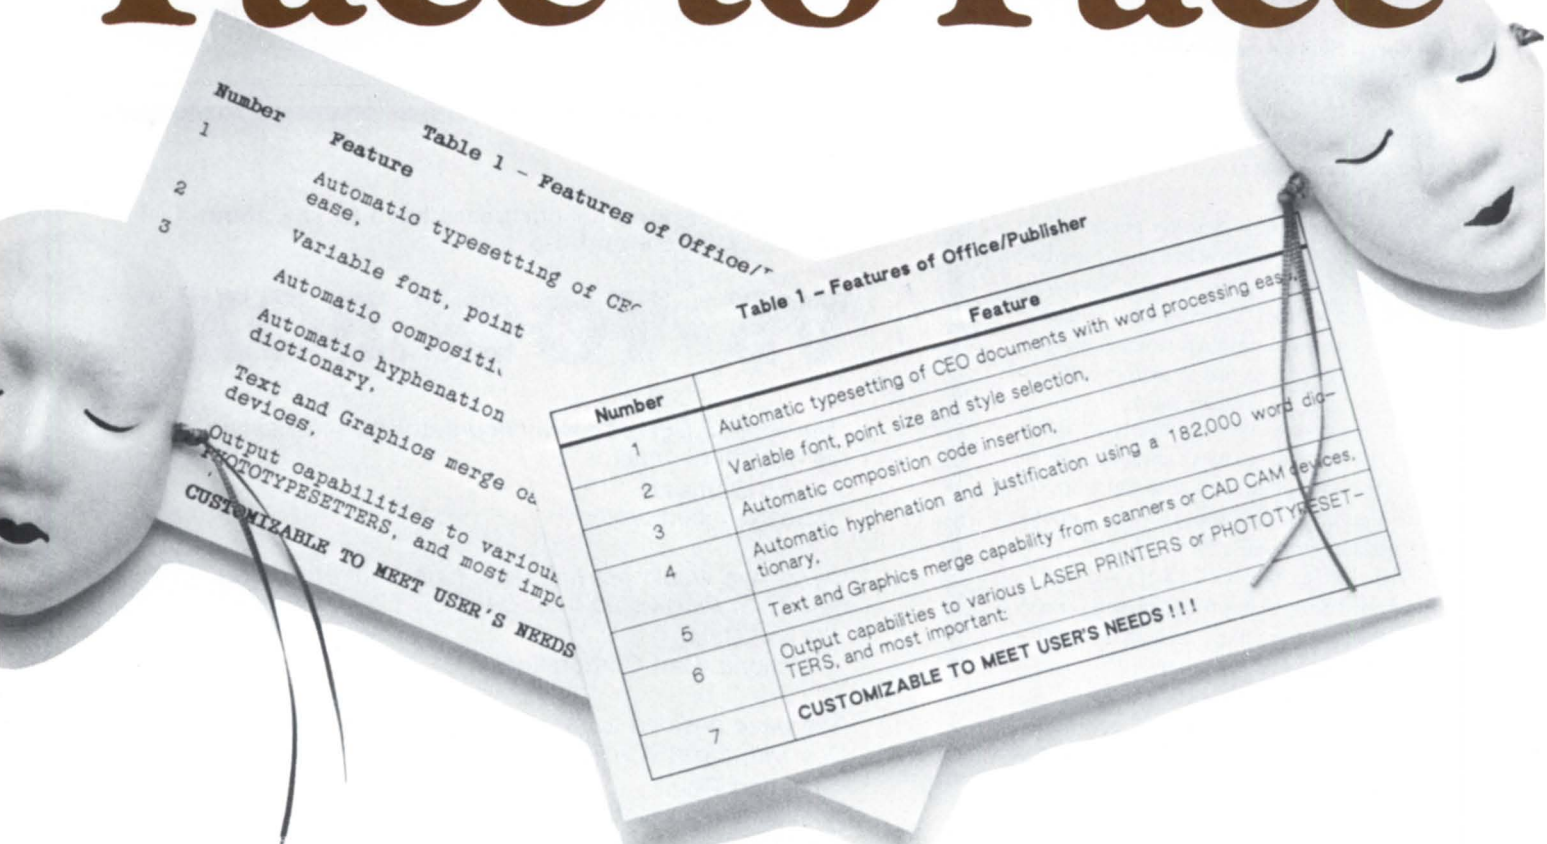 Face to Face
Number
Table 1 - Features of Office/
1
Feature
2
Automatic typesetting of
ease,
3
Variable font, point
Automatic
Automatic hyphenation
dictionary,
Text and Graphics merge
devices,
Output capabilities to various
PHOTOTYPESETTERS, and most
CUSTOMIZABLE TO MEET USER'S NEEDS
Table 1 – Features of Office/Publisher
Number Feature
1 Automatic typesetting of CEO documents with word processing ease,
2 Variable font, point size and style selection,
3 Automatic composition code insertion,
4 Automatic hyphenation and justification using a 182,000 word dic–
tionary,
5 Text and Graphics merge capability from scanners or CAD CAM devices,
6 Output capabilities to various LASER PRINTERS or PHOTOTYPESET–
TERS, and most important:
7 CUSTOMIZABLE TO MEET USER'S NEEDS !!!